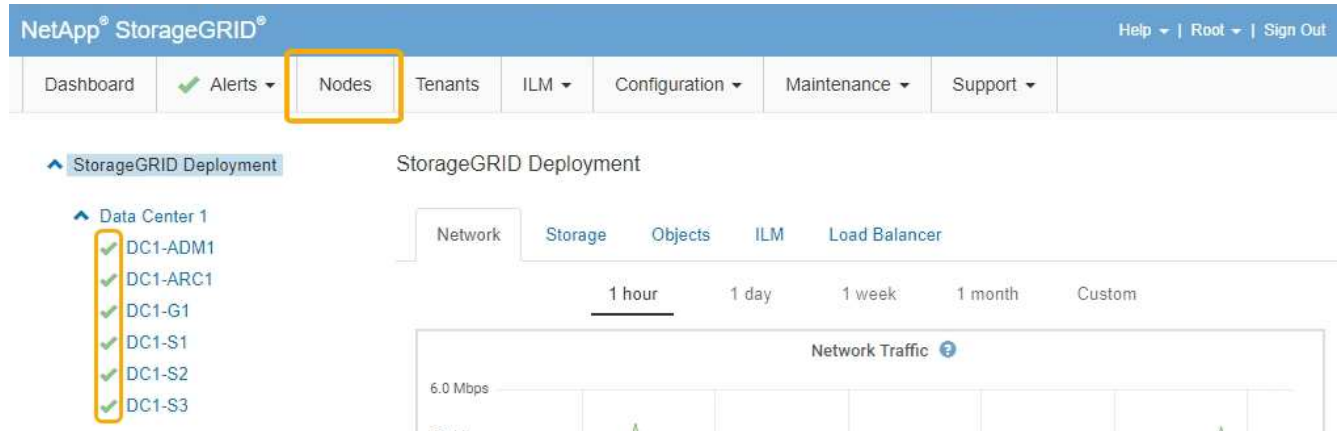 NetApp® StorageGRID®
Help | Root | Sign Out
Dashboard Alerts Nodes Tenants ILM Configuration Maintenance Support
StorageGRID Deployment
StorageGRID Deployment
Data Center 1
DC1-ADM1
DC1-ARC1
DC1-G1
DC1-S1
DC1-S2
DC1-S3
Network Storage Objects ILM Load Balancer
1 hour 1 day 1 week 1 month Custom
Network Traffic ?
6.0 Mbps